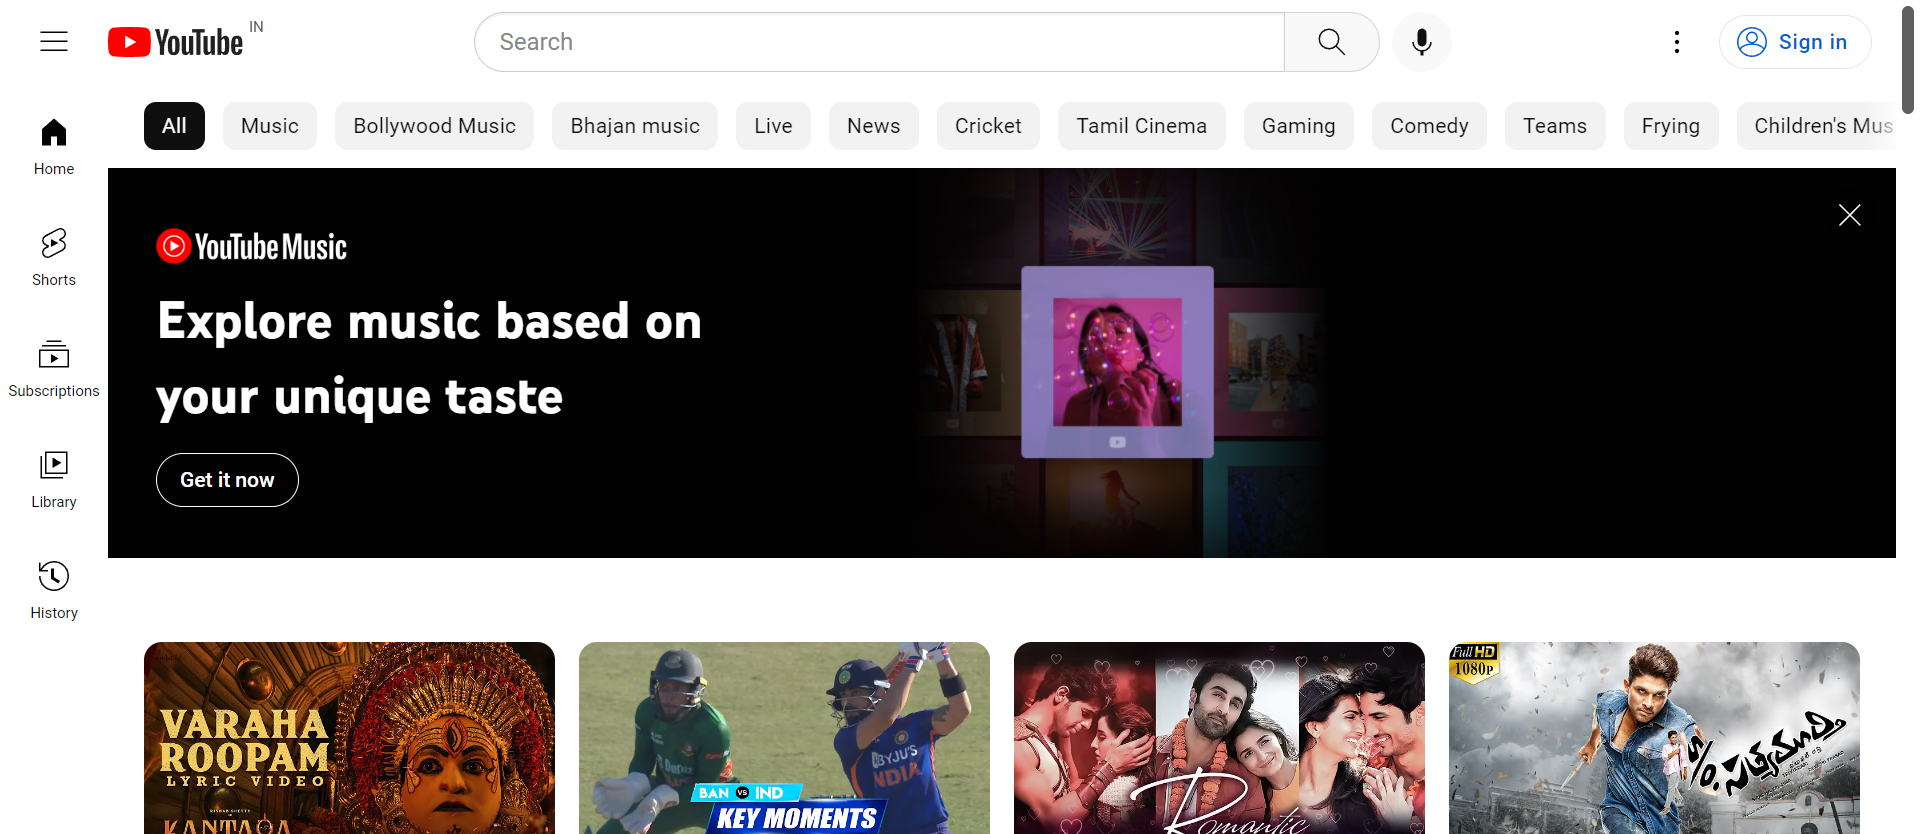 YouTube IN
Search
Sign in
All
Music
Bollywood Music
Bhajan music
Live
News
Cricket
Tamil Cinema
Gaming
Comedy
Teams
Frying
Children's Mus
Home
Shorts
Subscriptions
Library
History
YouTube Music
Explore music based on
your unique taste
Get it now
VARAHA
ROOPAM
LYRIC VIDEO
KANTARA
BYJU'S
INDIA
BAN VS IND
KEY MOMENTS
Romantic
Full HD
1080p
S/o. సత్యమూర్తి